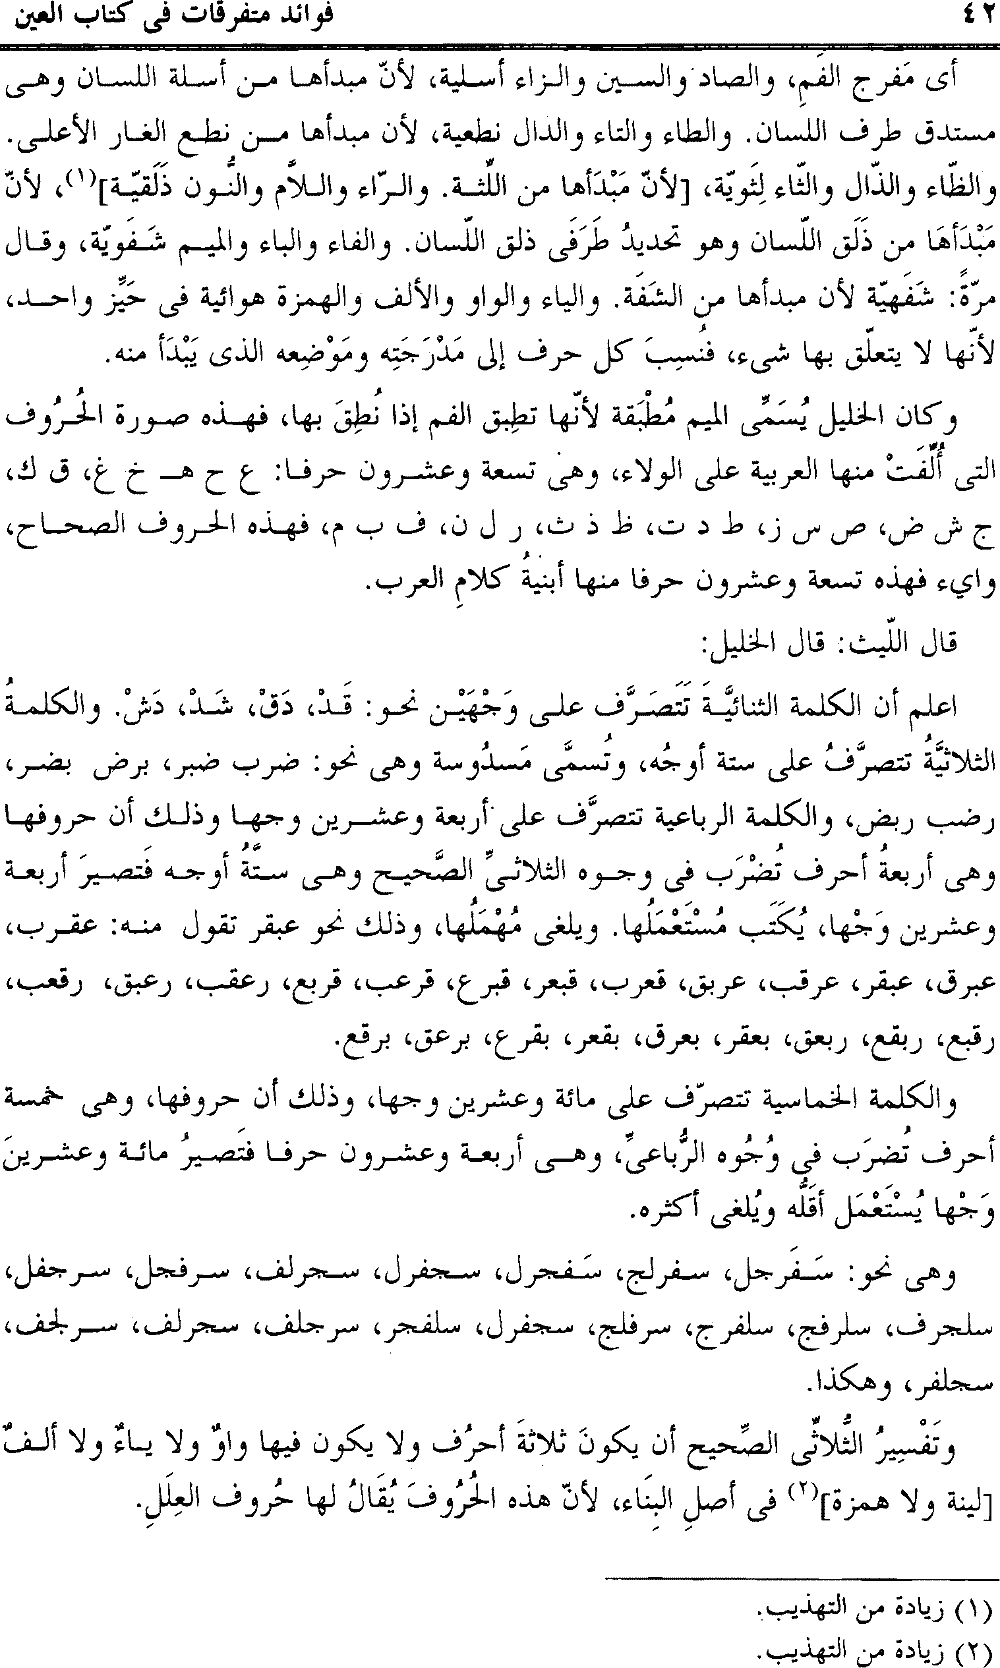 ٤٢ فوائد متفرقات فى كتاب العين
أى مَفرج الفَمِ، والصاد والسين والزاء أسلية، لأنّ مبدأها من أسلة اللسان وهى
مستدق طرف اللسان. والطاء والتاء والدال نطعية، لأن مبدأها من نطع الغار الأعلى.
والظّاء والذّال والثّاء لِثَويّة، [لأنّ مَبْدَأها من اللِّثة. والرّاء واللاَّم والنُّون ذَلَقيّة](١)، لأنّ
مَبْدَأهَا من ذَلَق اللّسان وهو تحديدُ طَرَفَى ذلق اللّسان. والفاء والباء والميم شَفَويّة، وقال
مرّةً: شَفَهيّة لأن مبدأها من الشفَة. والياء والواو والألف والهمزة هوائية فى حَيِّز واحد،
لأنّها لا يتعلّق بها شىء، فنُسِبَ كل حرف إلى مَدْرَجَتِه ومَوْضِعه الذى يَبْدَأ منه.
وكان الخليل يُسَمِّى الميم مُطْبَقة لأنّها تطبِق الفم إذا نُطِقَ بها، فهذه صورة الحُروف
التى أُلِّفَتْ منها العربية على الولاء، وهى تسعة وعشرون حرفا: ع ح هـ خ غ، ق ك،
ج ش ض، ص س ز، ط د ت، ظ ذ ث، ر ل ن، ف ب م، فهذه الحروف الصحاح،
و ا ي ء فهذه تسعة وعشرون حرفا منها أبنيةُ كلامِ العرب.
قال اللّيث: قال الخليل:
اعلم أن الكلمة الثنائيَّةَ تَتَصَرَّف على وَجْهَيْن نحو: قَدْ، دَقْ، شَدْ، دَشْ. والكلمةُ
الثلاثيَّةُ تتصرَّفُ على ستة أوجُه، وتُسمَّى مَسدُوسة وهى نحو: ضرب ضبر، برض بضر،
رضب ربض، والكلمة الرباعية تتصرَّف على أربعة وعشرين وجها وذلك أن حروفها
وهى أربعةُ أحرف تُضْرَب فى وجوه الثلاثىِّ الصَّحيح وهى ستَّةُ أوجه فَتصيرَ أربعة
وعشرين وَجْها، يُكَتَب مُسْتَعْمَلُها. ويلغى مُهْمَلُها، وذلك نحو عبقر تقول منه: عقرب،
عبرق، عبقر، عرقب، عربق، قعرب، قبعر، قبرع، قرعب، قربع، رعقب، رعبق، رقعب،
رقبع، ربقع، ربعق، بعقر، بعرق، بقعر، بقرع، برعق، برقع.
والكلمة الخماسية تتصرّف على مائة وعشرين وجها، وذلك أن حروفها، وهى خمسة
أحرف تُضرَب فى وُجُوه الرُّباعىِّ، وهى أربعة وعشرون حرفا فتَصيرُ مائة وعشرينَ
وَجْها يُسْتَعْمَل أقَلُّه ويُلغى أكثره.
وهى نحو: سَفَرجل، سفرلج، سَفجرل، سجفرل، سجرلف، سرفجل، سرجفل،
سلجرف، سلرفج، سلفرج، سرفلج، سجفرل، سلفجر، سرجلف، سجرلف، سرلجف،
سجلفر، وهكذا.
وتَفْسِيرُ الثُّلاثِّى الصِّحيح أن يكونَ ثلاثةَ أحرُف ولا يكون فيها واوٌ ولا ياءٌ ولا ألفٌ
[لينة ولا همزة](٢) فى أصلِ البِنَاء، لأنّ هذه الحُرُوفَ يُقَالُ لها حُروف العِلَلِ.
(١) زيادة من التهذيب.
(٢) زيادة من التهذيب.